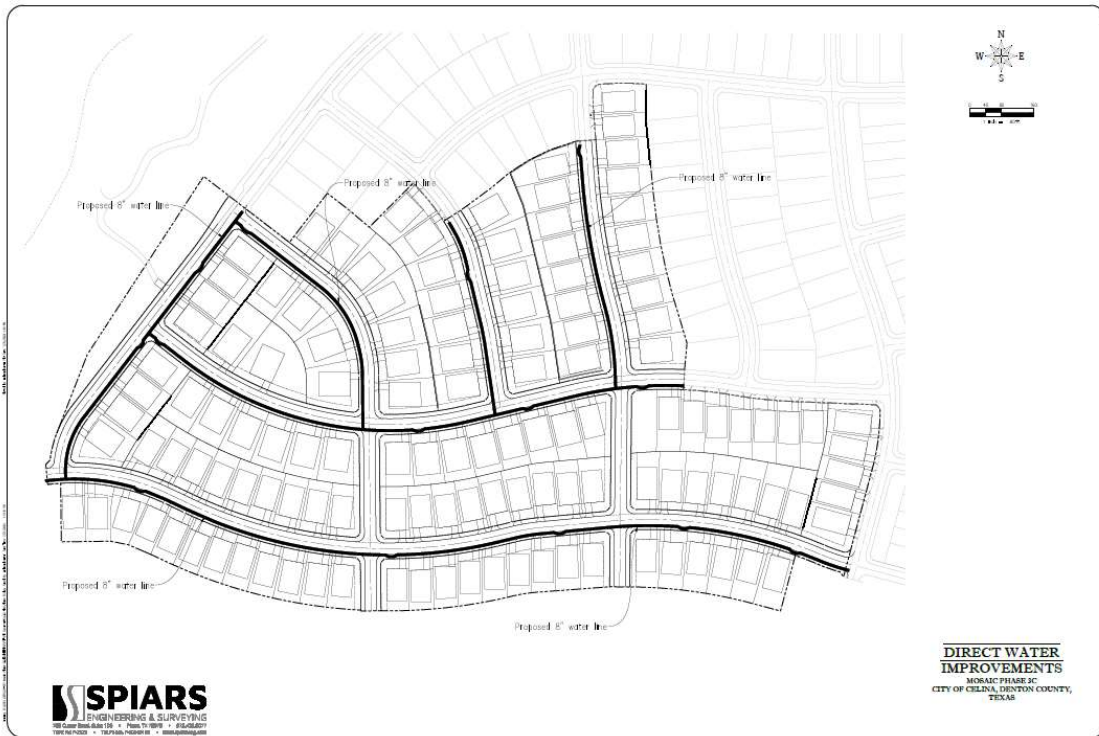 N
W E
S
Proposed 8" water line
Proposed 8" water line
Proposed 8" water line
Proposed 8" water line
Proposed 8" water line
DIRECT WATER
IMPROVEMENTS
MOSAIC PHASE 3C
CITY OF CELINA, DENTON COUNTY,
TEXAS
SPIARS
ENGINEERING & SURVEYING